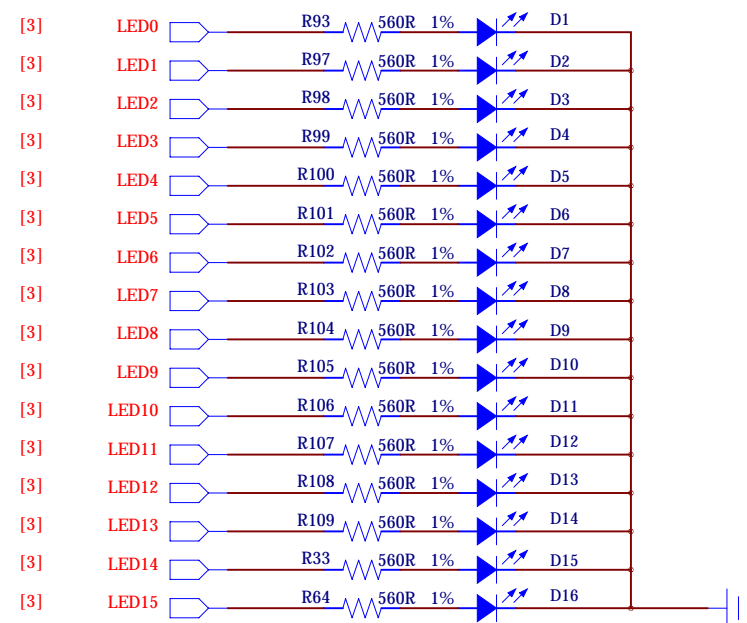 [3] LED0 R93 560R 1% D1
[3] LED1 R97 560R 1% D2
[3] LED2 R98 560R 1% D3
[3] LED3 R99 560R 1% D4
[3] LED4 R100 560R 1% D5
[3] LED5 R101 560R 1% D6
[3] LED6 R102 560R 1% D7
[3] LED7 R103 560R 1% D8
[3] LED8 R104 560R 1% D9
[3] LED9 R105 560R 1% D10
[3] LED10 R106 560R 1% D11
[3] LED11 R107 560R 1% D12
[3] LED12 R108 560R 1% D13
[3] LED13 R109 560R 1% D14
[3] LED14 R33 560R 1% D15
[3] LED15 R64 560R 1% D16